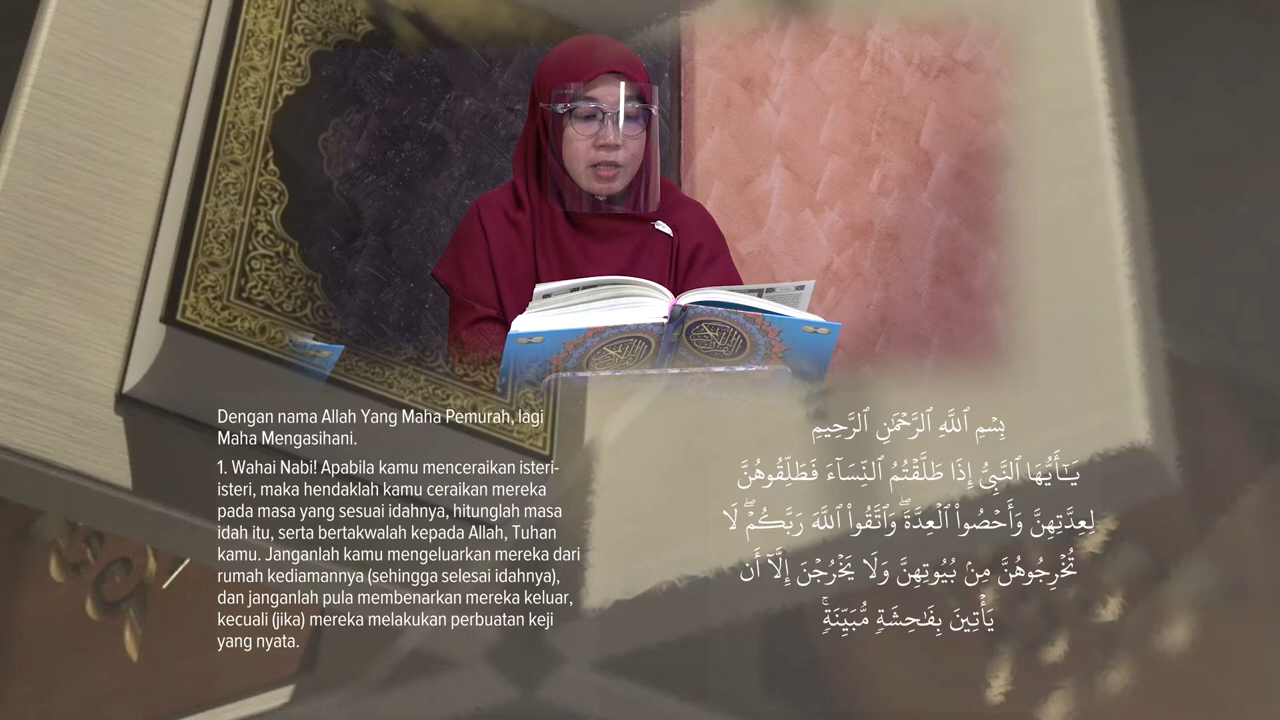 Dengan nama Allah Yang Maha Pemurah, lagi
Maha Mengasihani.
1. Wahai Nabi! Apabila kamu menceraikan isteri-
isteri, maka hendaklah kamu ceraikan mereka
pada masa yang sesuai idahnya, hitunglah masa
idah itu, serta bertakwalah kepada Allah, Tuhan
kamu. Janganlah kamu mengeluarkan mereka dari
rumah kediamannya (sehingga selesai idahnya),
dan janganlah pula membenarkan mereka keluar,
kecuali (jika) mereka melakukan perbuatan keji
yang nyata.
بِسْمِ ٱللَّهِ ٱلرَّحْمَٰنِ ٱلرَّحِيمِ
يَـٰٓأَيُّهَا ٱلنَّبِىُّ إِذَا طَلَّقْتُمُ ٱلنِّسَآءَ فَطَلِّقُوهُنَّ
لِعِدَّتِهِنَّ وَأَحْصُوا۟ ٱلْعِدَّةَ ۖ وَٱتَّقُوا۟ ٱللَّهَ رَبَّكُمْ ۖ لَا
تُخْرِجُوهُنَّ مِنۢ بُيُوتِهِنَّ وَلَا يَخْرُجْنَ إِلَّآ أَن
يَأْتِينَ بِفَـٰحِشَةٍ مُّبَيِّنَةٍ ۚ